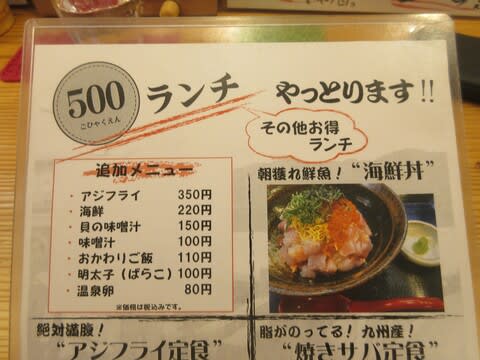 500
ごひゃくえん
ランチ
やっとります!!
その他お得
ランチ
追加メニュー
・アジフライ 350円
・海鮮 220円
・貝の味噌汁 150円
・味噌汁 100円
・おかわりご飯 110円
・明太子(ばらこ)100円
・温泉卵 80円
※価格は税込みです。
朝獲れ鮮魚!"海鮮丼"
絶対満腹!
"アジフライ定食"
脂がのってる!九州産!
"焼きサバ定食"